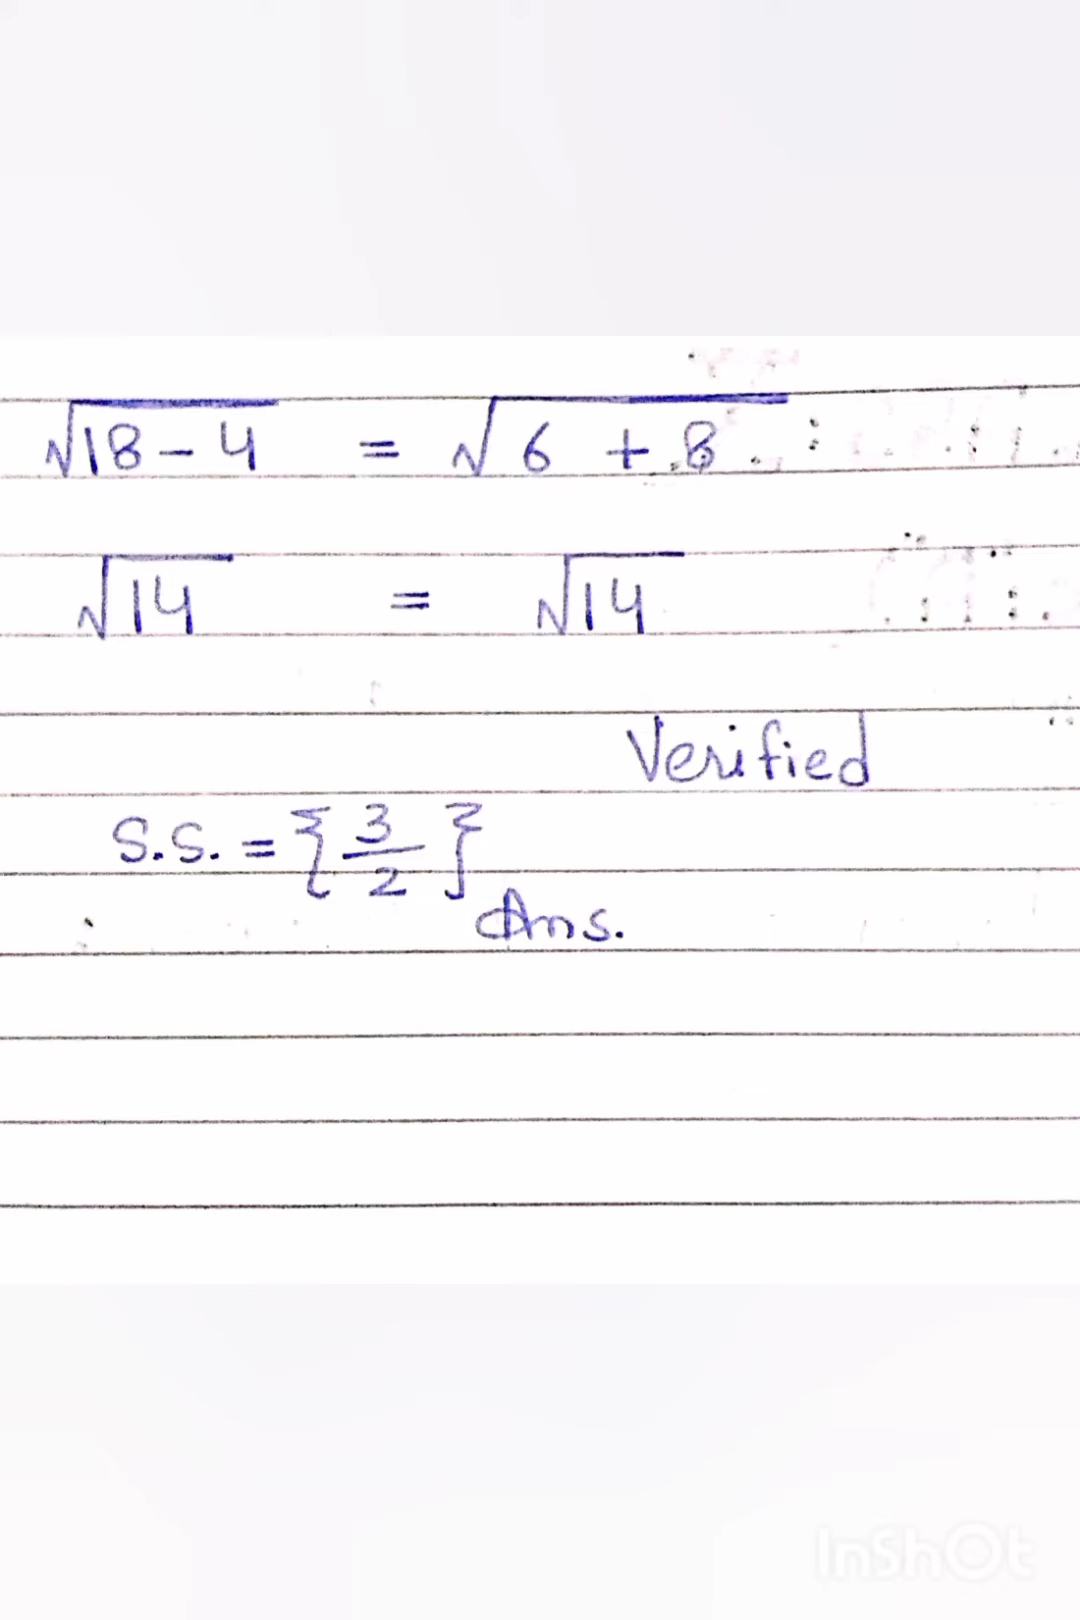 √18-4 = √6 + 8
√14 = √14
Verified
S.S. = {3/2}
Ans.
InShOt